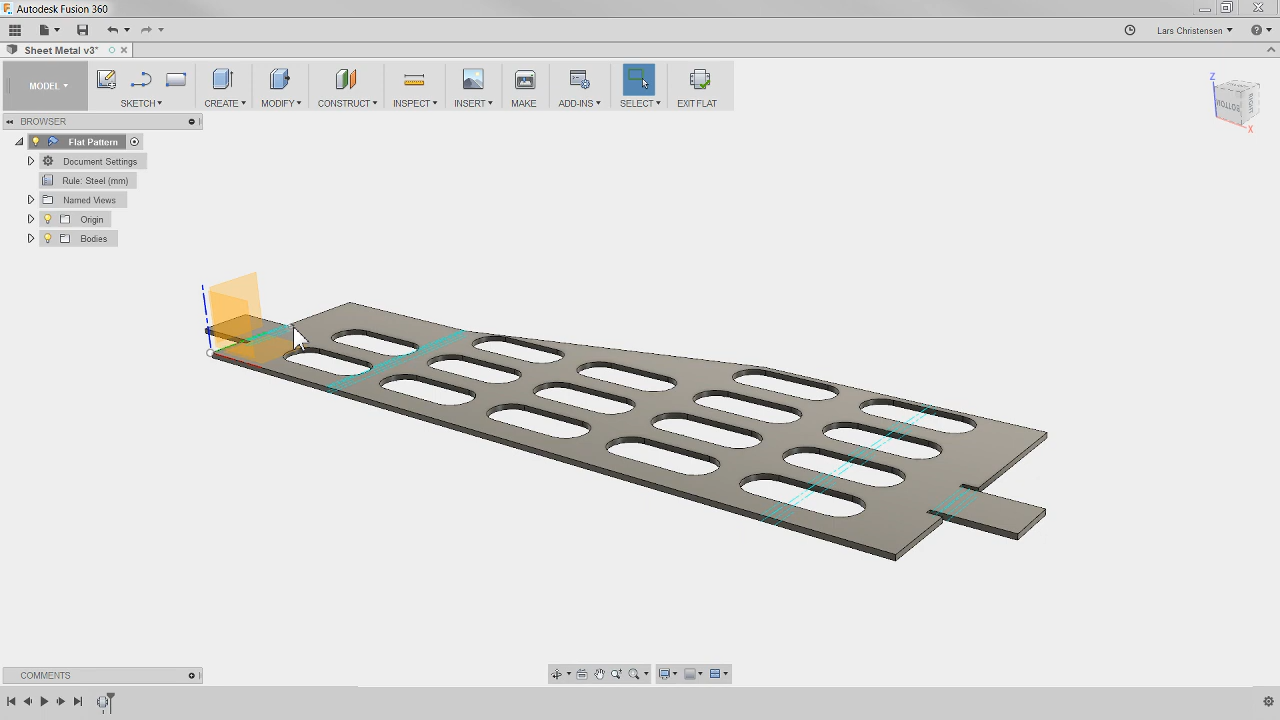 Autodesk Fusion 360
Lars Christensen
Sheet Metal v3*
MODEL
SKETCH
CREATE
MODIFY
CONSTRUCT
INSPECT
INSERT
MAKE
ADD-INS
SELECT
EXIT FLAT
BROWSER
Flat Pattern
Document Settings
Rule: Steel (mm)
Named Views
Origin
Bodies
Z
BOTTOM
X
COMMENTS